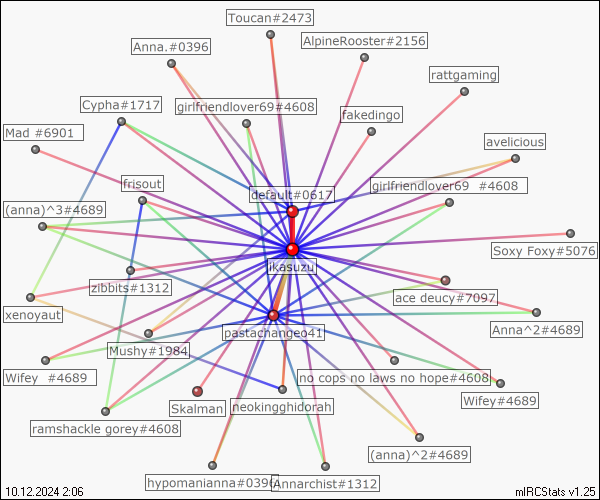 Toucan#2473
Anna.#0396
AlpineRooster#2156
rattgaming
Cypha#1717
girlfriendlover69#4608
fakedingo
Mad #6901
avelicious
frisout
default#0617
girlfriendlover69 #4608
(anna)^3#4689
Soxy Foxy#5076
ikasuzu
zibbits#1312
ace deucy#7097
xenoyaut
Anna^2#4689
pastachangeo41
Mushy#1984
Wifey #4689
no cops no laws no hope#4608
Skalman
neokingghidorah
Wifey#4689
ramshackle gorey#4608
(anna)^2#4689
hypomanianna#0396
Annarchist#1312
10.12.2024 2:06
mIRCStats v1.25